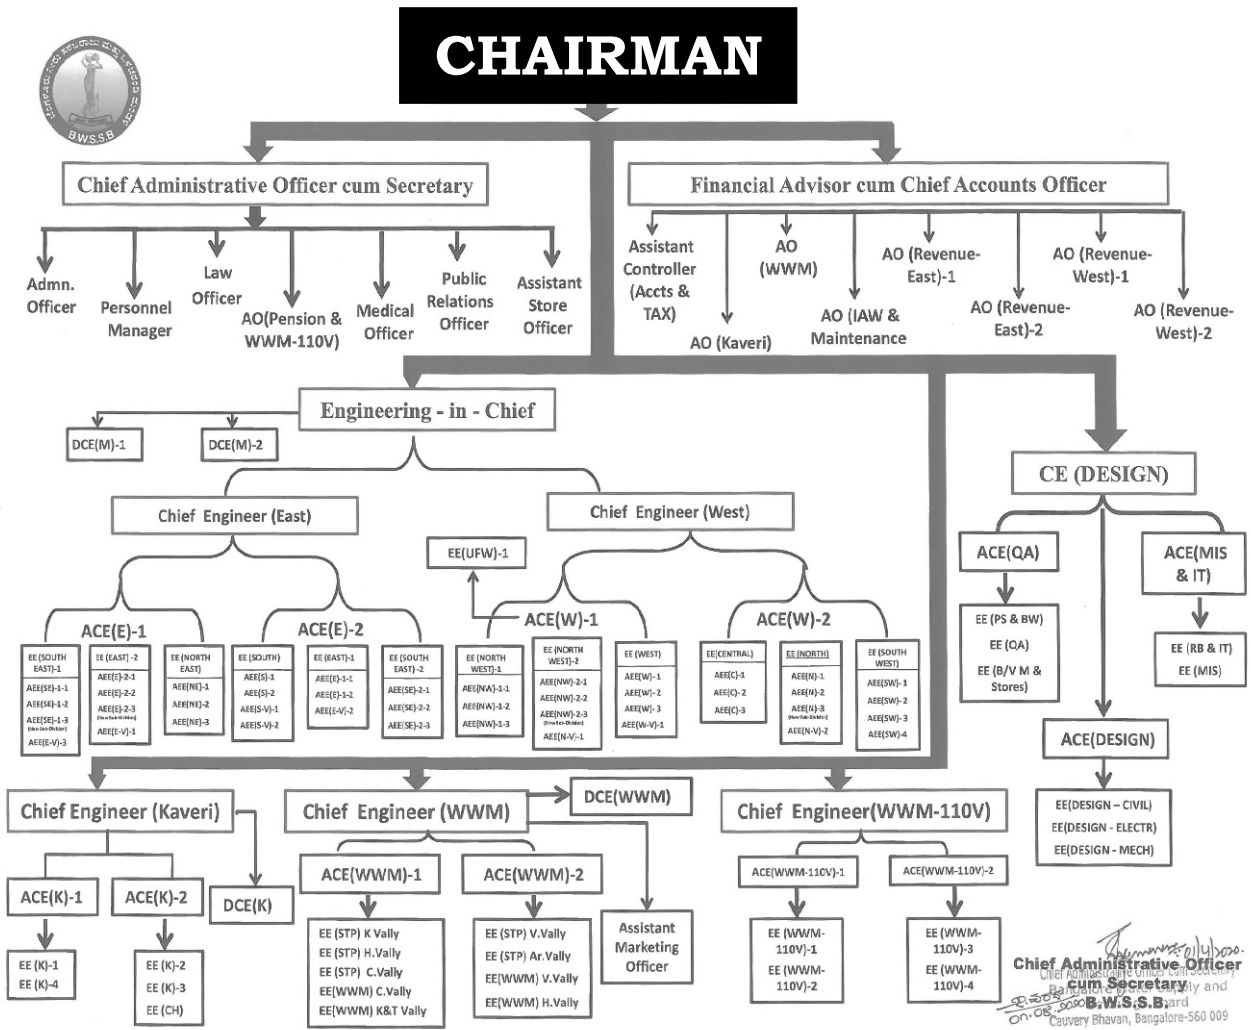 CHAIRMAN
B.W.S.S.B
Chief Administrative Officer cum Secretary
Financial Advisor cum Chief Accounts Officer
Admn.
Officer
Personnel
Manager
Law
Officer
AO(Pension &
WWM-110V)
Medical
Officer
Public
Relations
Officer
Assistant
Store
Officer
Assistant
Controller
(Accts &
TAX)
AO (Kaveri)
AO
(WWM)
AO (IAW &
Maintenance
AO (Revenue-
East)-1
AO (Revenue-
East)-2
AO (Revenue-
West)-1
AO (Revenue-
West)-2
Engineering - in - Chief
DCE(M)-1
DCE(M)-2
CE (DESIGN)
Chief Engineer (East)
Chief Engineer (West)
EE(UFW)-1
ACE(QA)
ACE(MIS
& IT)
EE (PS & BW)
EE (QA)
EE (B/V M &
Stores)
EE (RB & IT)
EE (MIS)
ACE(E)-1
ACE(E)-2
ACE(W)-1
ACE(W)-2
EE (SOUTH
EAST)-1
AEE(SE)-1-1
AEE(SE)-1-2
AEE(SE)-1-3
(New Sub-Division)
AEE(E-V)-3
EE (EAST) -2
AEE(E)-2-1
AEE(E)-2-2
AEE(E)-2-3
(New Sub-Division)
AEE(E-V)-1
EE (NORTH
EAST)
AEE(NE)-1
AEE(NE)-2
AEE(NE)-3
EE (SOUTH)
AEE(S)-1
AEE(S)-2
AEE(S-V)-1
AEE(S-V)-2
EE (EAST)-1
AEE(E)-1-1
AEE(E)-1-2
AEE(E-V)-2
EE (SOUTH
EAST) -2
AEE(SE)-2-1
AEE(SE)-2-2
AEE(SE)-2-3
EE (NORTH
WEST)-1
AEE(NW)-1-1
AEE(NW)-1-2
AEE(NW)-1-3
EE (NORTH
WEST)-2
AEE(NW)-2-1
AEE(NW)-2-2
AEE(NW)-2-3
(New Sub-Division)
AEE(N-V)-1
EE (WEST)
AEE(W)- 1
AEE(W)- 2
AEE(W)- 3
AEE(W-V)-1
EE(CENTRAL)
AEE(C)-1
AEE(C)- 2
AEE(C)-3
EE (NORTH)
AEE(N)-1
AEE(N)-2
AEE(N)-3
(New Sub-Division)
AEE(N-V)-2
EE (SOUTH
WEST)
AEE(SW)- 1
AEE(SW)- 2
AEE(SW)- 3
AEE(SW)-4
ACE(DESIGN)
EE(DESIGN – CIVIL)
EE(DESIGN - ELECTR)
EE(DESIGN - MECH)
Chief Engineer (Kaveri)
Chief Engineer (WWM)
DCE(WWM)
Chief Engineer(WWM-110V)
ACE(K)-1
ACE(K)-2
DCE(K)
EE (K)-1
EE (K)-4
EE (K)-2
EE (K)-3
EE (CH)
ACE(WWM)-1
ACE(WWM)-2
EE (STP) K Vally
EE (STP) H.Vally
EE (STP) C.Vally
EE(WWM) C.Vally
EE(WWM) K&T Vally
EE (STP) V.Vally
EE (STP) Ar.Vally
EE(WWM) V.Vally
EE(WWM) H.Vally
Assistant
Marketing
Officer
ACE(WWM-110V)-1
ACE(WWM-110V)-2
EE (WWM-
110V)-1
EE (WWM-
110V)-2
EE (WWM-
110V)-3
EE (WWM-
110V)-4
Chief Administrative Officer
cum Secretary
B.W.S.S.B.
Cauvery Bhavan, Bangalore-560 009